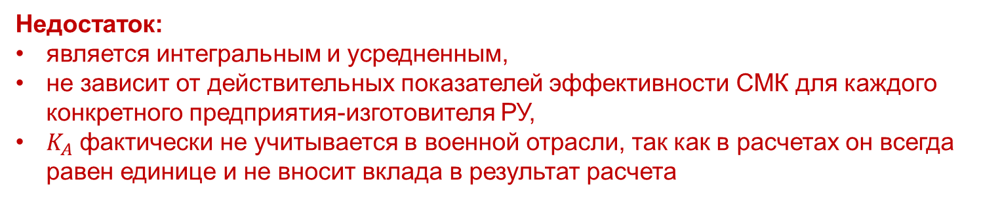 Недостаток:
• является интегральным и усредненным,
• не зависит от действительных показателей эффективности СМК для каждого
конкретного предприятия-изготовителя РУ,
• K_A фактически не учитывается в военной отрасли, так как в расчетах он всегда
равен единице и не вносит вклада в результат расчета